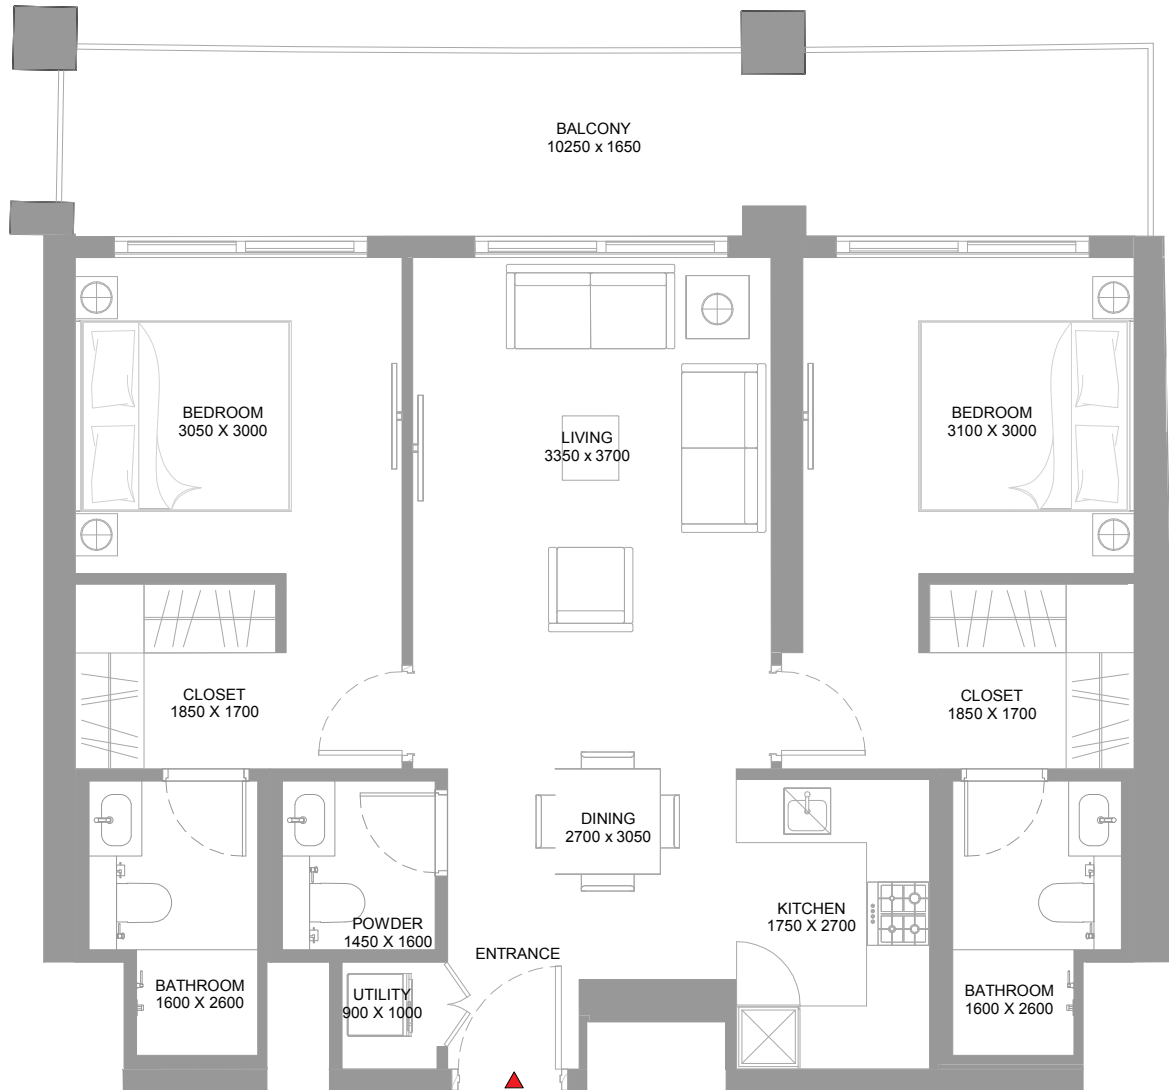 BALCONY
10250 x 1650
BEDROOM
3050 X 3000
LIVING
3350 x 3700
BEDROOM
3100 X 3000
CLOSET
1850 X 1700
CLOSET
1850 X 1700
DINING
2700 x 3050
POWDER
1450 X 1600
KITCHEN
1750 X 2700
ENTRANCE
BATHROOM
1600 X 2600
UTILITY
900 X 1000
BATHROOM
1600 X 2600